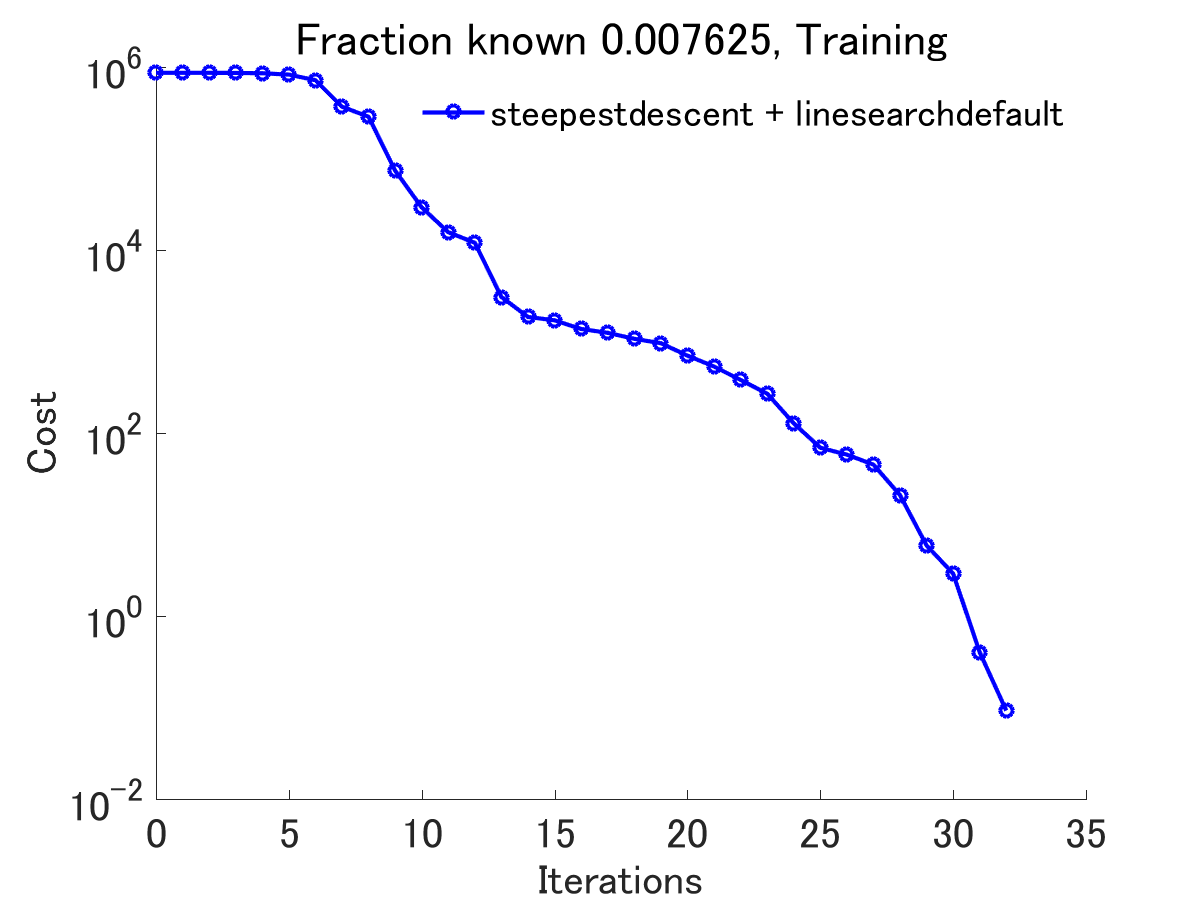 Fraction known 0.007625, Training
steepestdescent + linesearchdefault
10^6
10^4
10^2
10^0
10^-2
Cost
0 5 10 15 20 25 30 35
Iterations